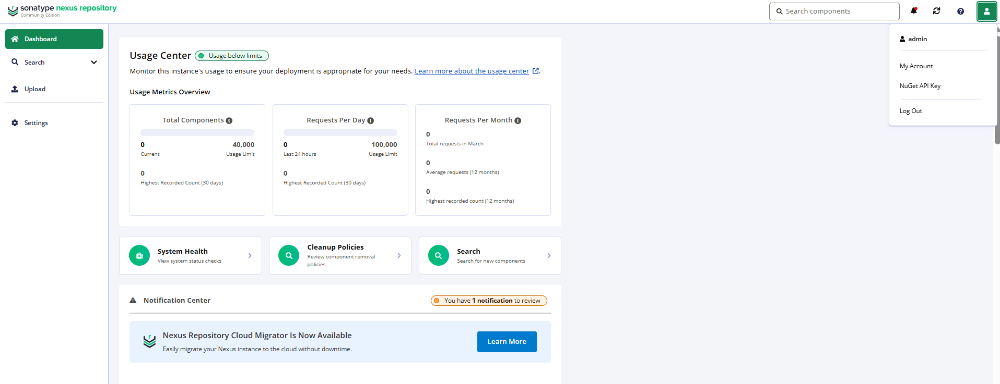 sonatype nexus repository
Community Edition
Search components
Dashboard
Search
Upload
Settings
admin
My Account
NuGet API Key
Log Out
Usage Center
Usage below limits
Monitor this instance's usage to ensure your deployment is appropriate for your needs. Learn more about the usage center.
Usage Metrics Overview
Total Components
0 40,000
Current Usage Limit
0
Highest Recorded Count (30 days)
Requests Per Day
0 100,000
Last 24 hours Usage Limit
0
Highest Recorded Count (30 days)
Requests Per Month
0
Total requests in March
0
Average requests (12 months)
0
Highest recorded count (12 months)
System Health
View system status checks
Cleanup Policies
Review component removal
policies
Search
Search for new components
Notification Center
You have 1 notification to review
Nexus Repository Cloud Migrator Is Now Available
Easily migrate your Nexus instance to the cloud without downtime.
Learn More